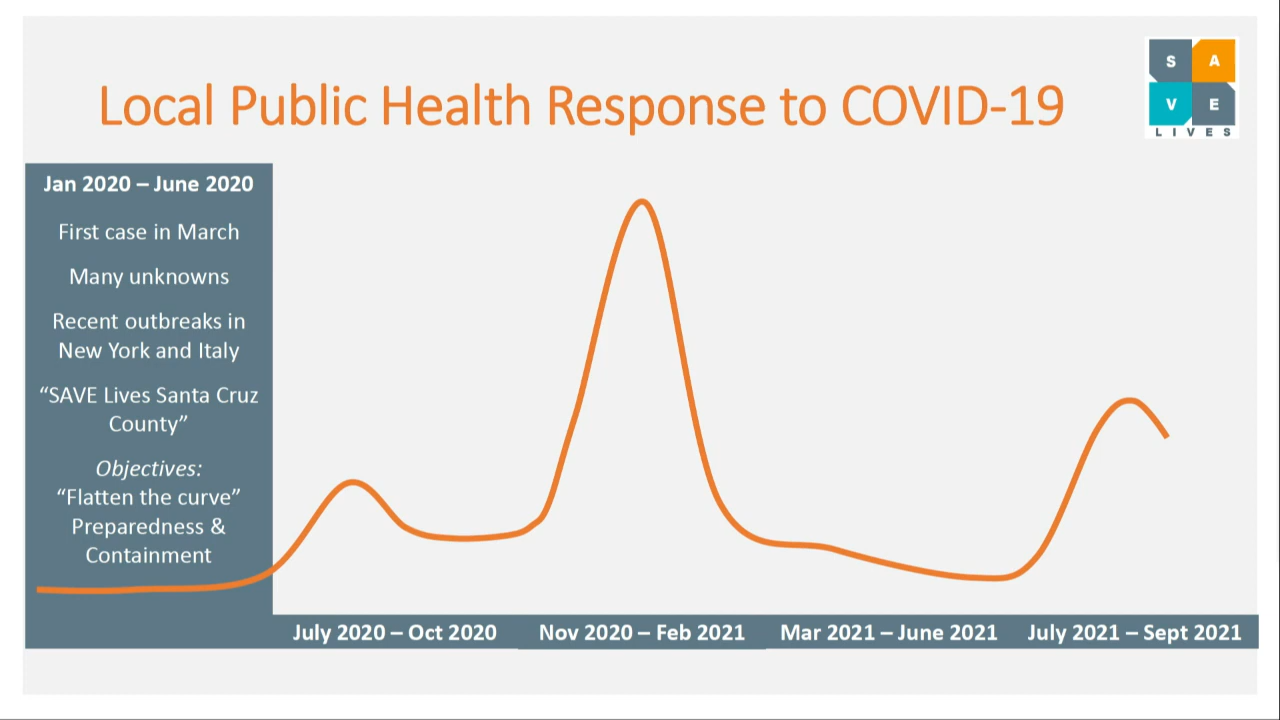 Local Public Health Response to COVID-19
S A
V E
LIVES
Jan 2020 – June 2020
First case in March
Many unknowns
Recent outbreaks in
New York and Italy
“SAVE Lives Santa Cruz
County”
Objectives:
“Flatten the curve”
Preparedness &
Containment
July 2020 – Oct 2020
Nov 2020 – Feb 2021
Mar 2021 – June 2021
July 2021 – Sept 2021